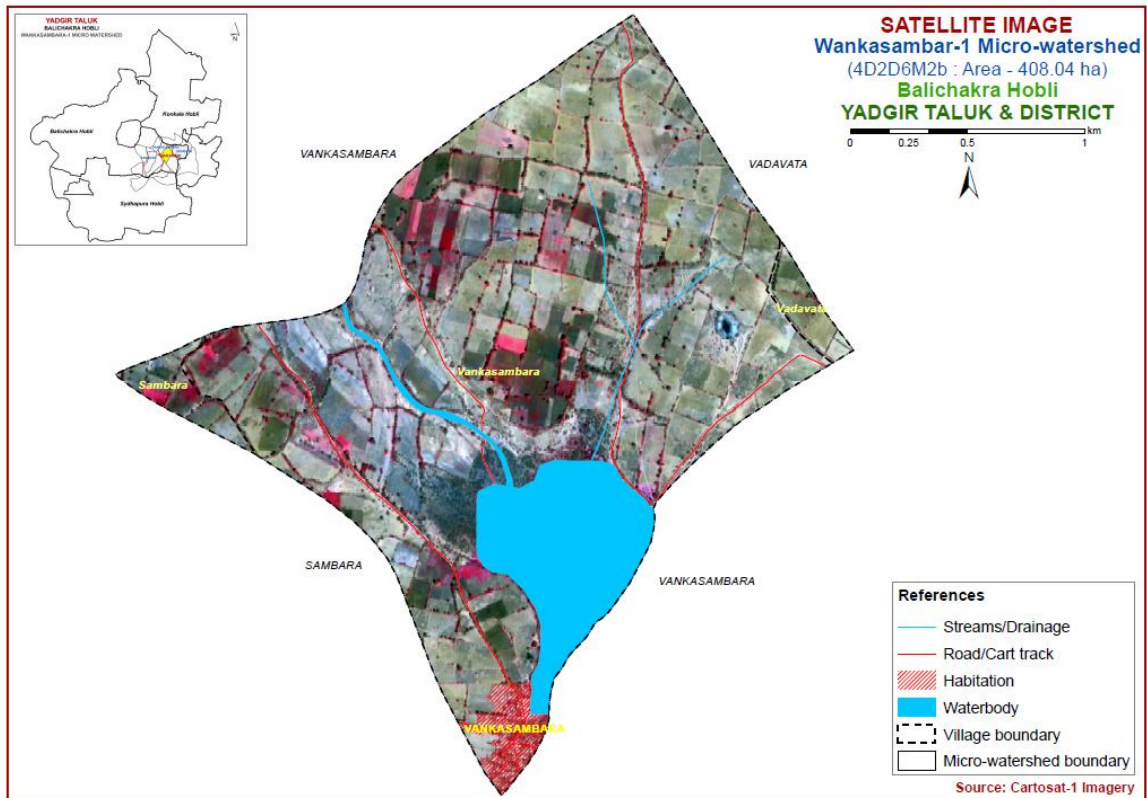 YADGIR TALUK
BALICHAKRA HOBLI
WANKASAMBARA-1 MICRO WATERSHED
N
Konkala Hobli
Balichakra Hobli
Sydhapura Hobli
SATELLITE IMAGE
Wankasambar-1 Micro-watershed
(4D2D6M2b : Area - 408.04 ha)
Balichakra Hobli
YADGIR TALUK & DISTRICT
km
0 0.25 0.5 1
N
VANKASAMBARA
VADAVATA
Vadavata
Vankasambara
Sambara
SAMBARA
VANKASAMBARA
VANKASAMBARA
References
Streams/Drainage
Road/Cart track
Habitation
Waterbody
Village boundary
Micro-watershed boundary
Source: Cartosat-1 Imagery